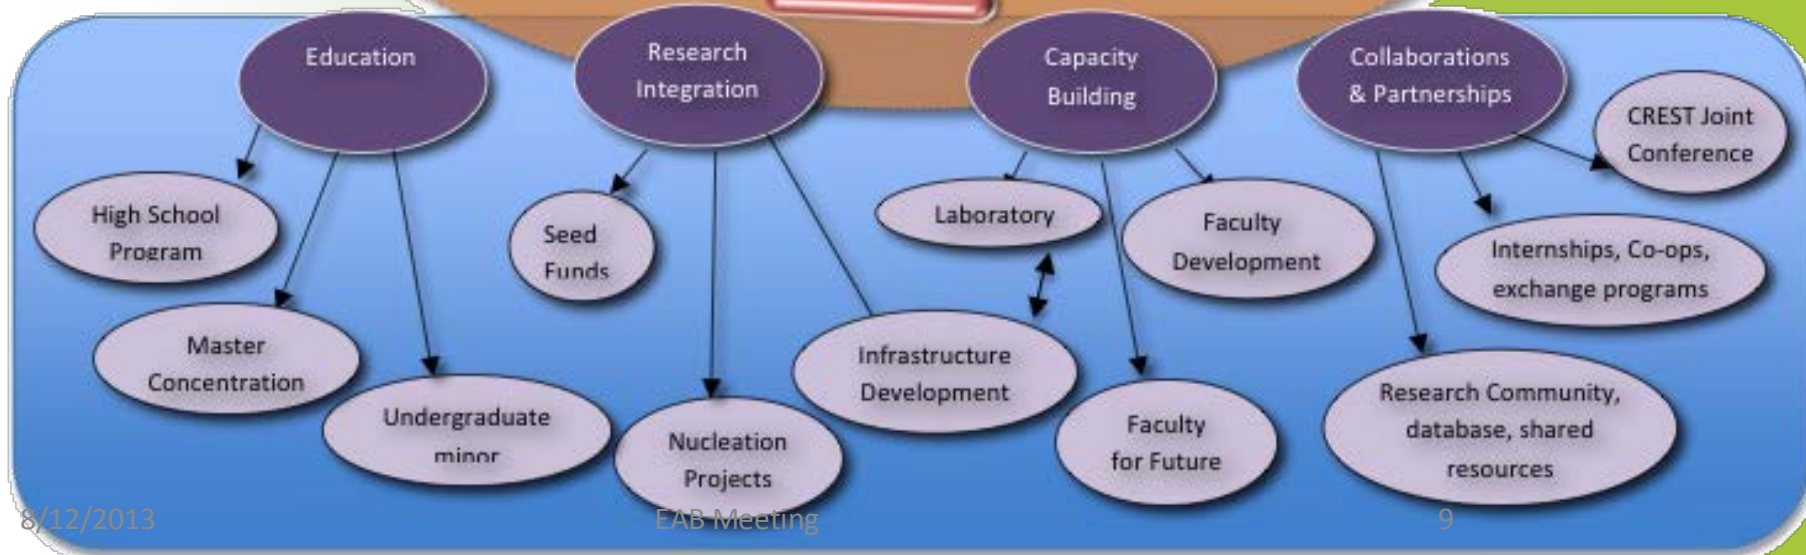 Education
Research
Integration
Capacity
Building
Collaborations
& Partnerships
CREST Joint
Conference
High School
Program
Seed
Funds
Laboratory
Faculty
Development
Internships, Co-ops,
exchange programs
Master
Concentration
Infrastructure
Development
Undergraduate
minor
Nucleation
Projects
Faculty
for Future
Research Community,
database, shared
resources
8/12/2013
EAB Meeting
9